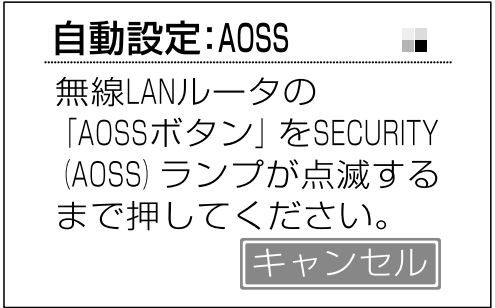 自動設定:AOSS
無線LANルータの
「AOSSボタン」をSECURITY
(AOSS)ランプが点滅する
まで押してください。
キャンセル